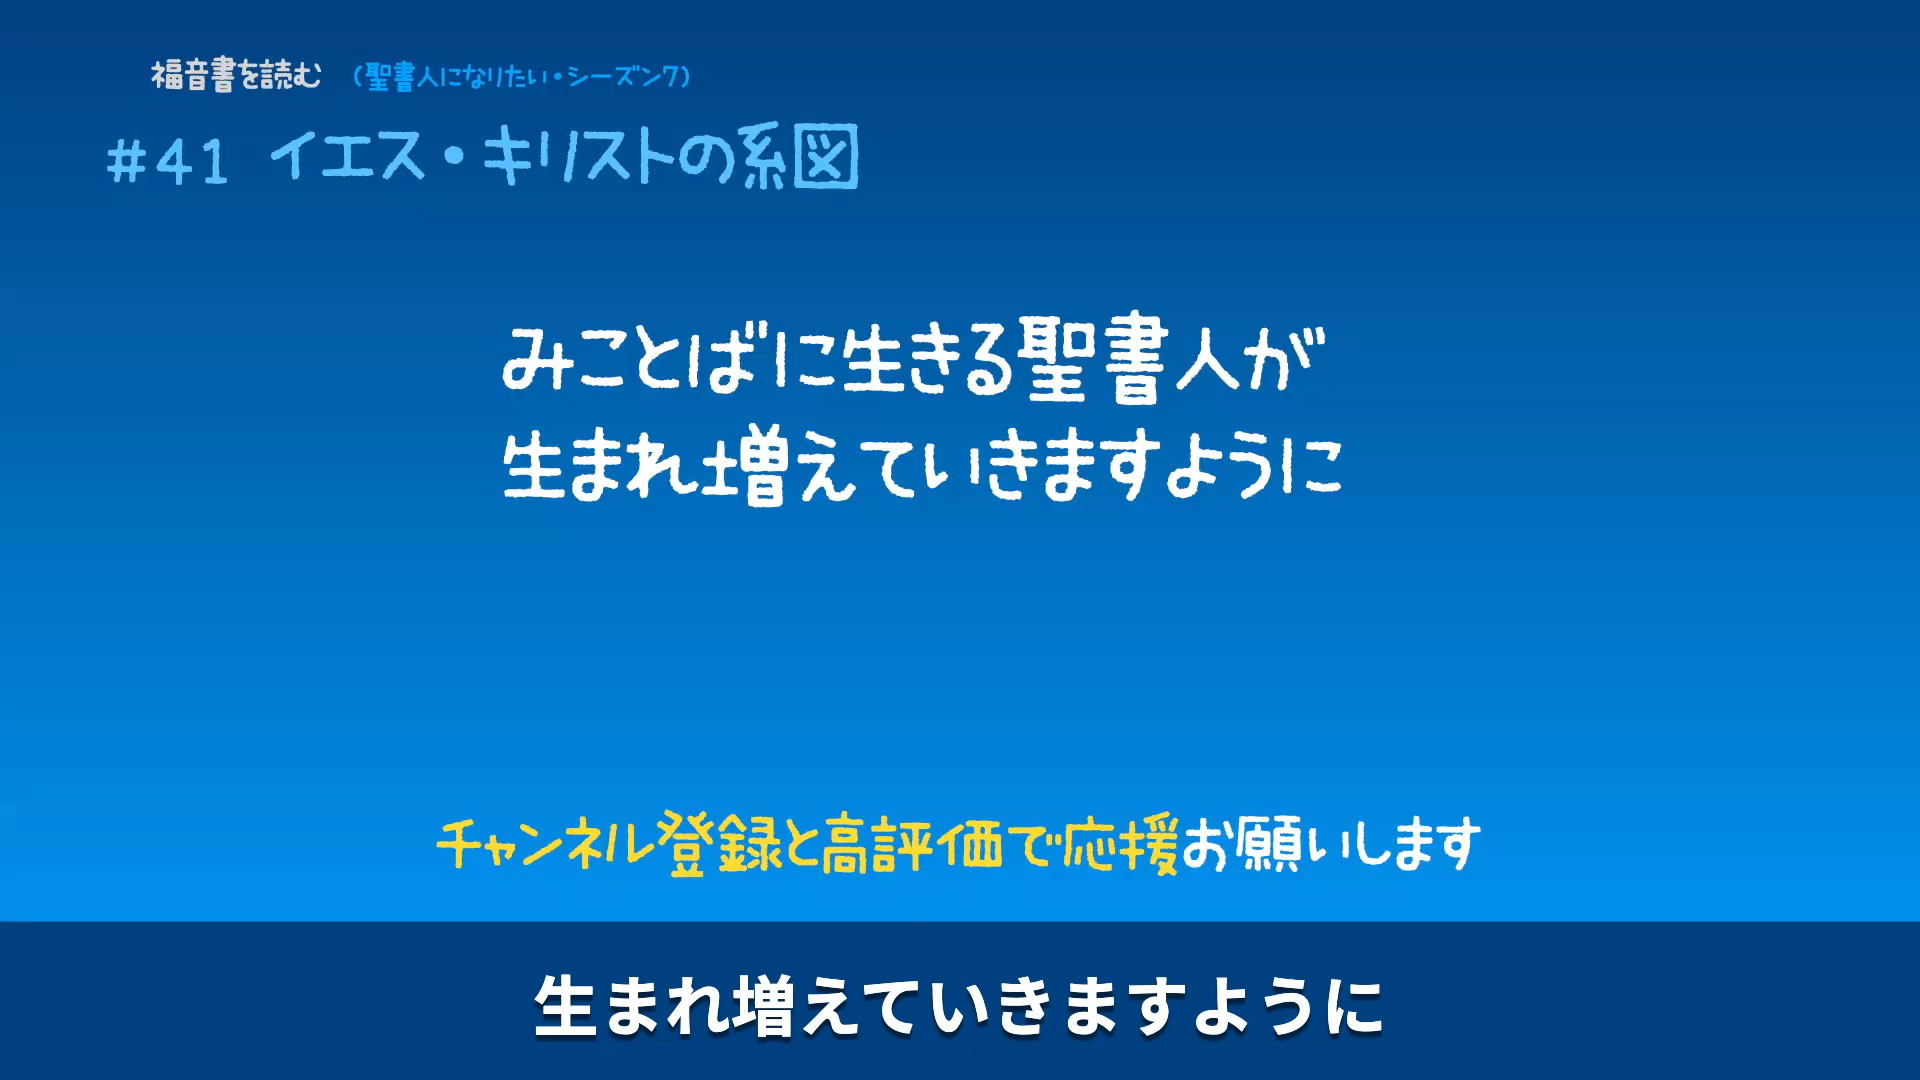 福音書を読む （聖書人になりたい・シーズン7）
#41 イエス・キリストの系図
みことばに生きる聖書人が
生まれ増えていきますように
チャンネル登録と高評価で応援お願いします
生まれ増えていきますように